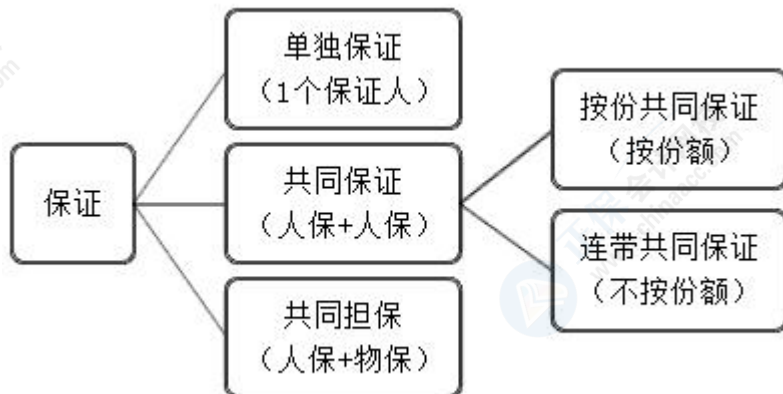 单独保证
（1个保证人）
保证
共同保证
（人保+人保）
共同担保
（人保+物保）
按份共同保证
（按份额）
连带共同保证
（不按份额）